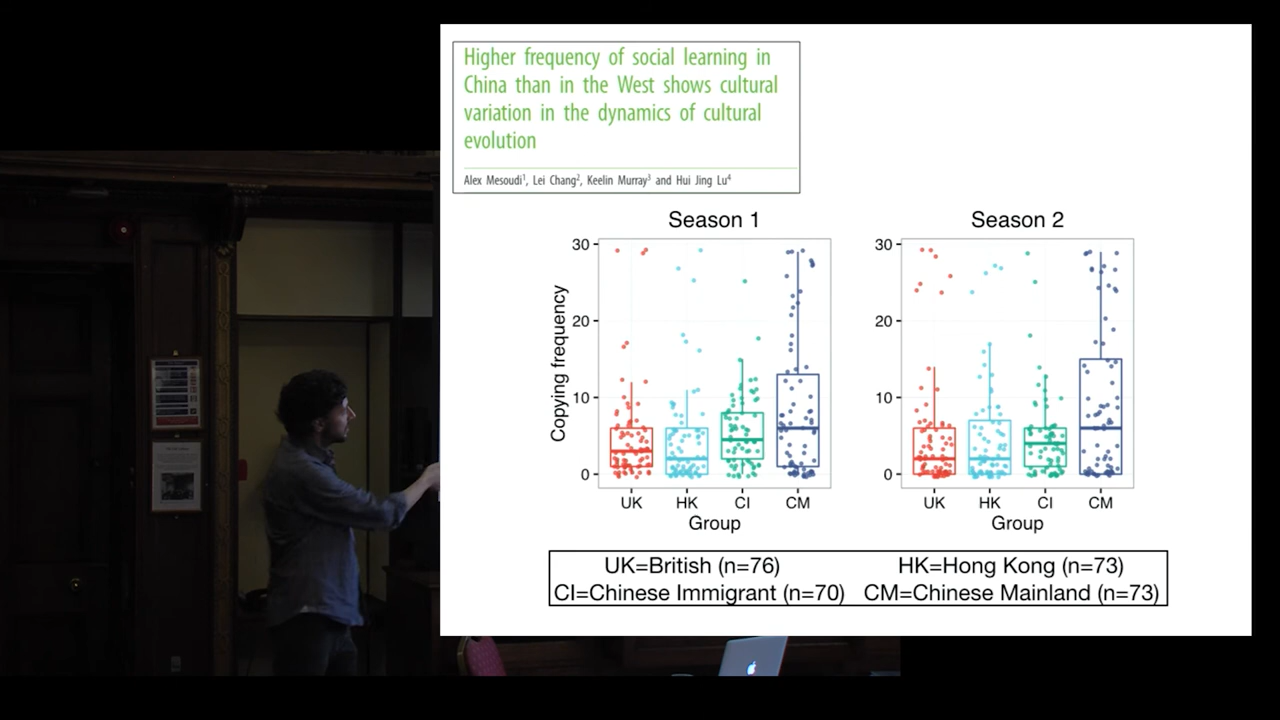 Higher frequency of social learning in
China than in the West shows cultural
variation in the dynamics of cultural
evolution
Alex Mesoudi¹, Lei Chang², Keelin Murray³ and Hui Jing Lu⁴
Season 1
30
20
10
0
Copying frequency
UK HK CI CM
Group
Season 2
30
20
10
0
UK HK CI CM
Group
UK=British (n=76) HK=Hong Kong (n=73)
CI=Chinese Immigrant (n=70) CM=Chinese Mainland (n=73)